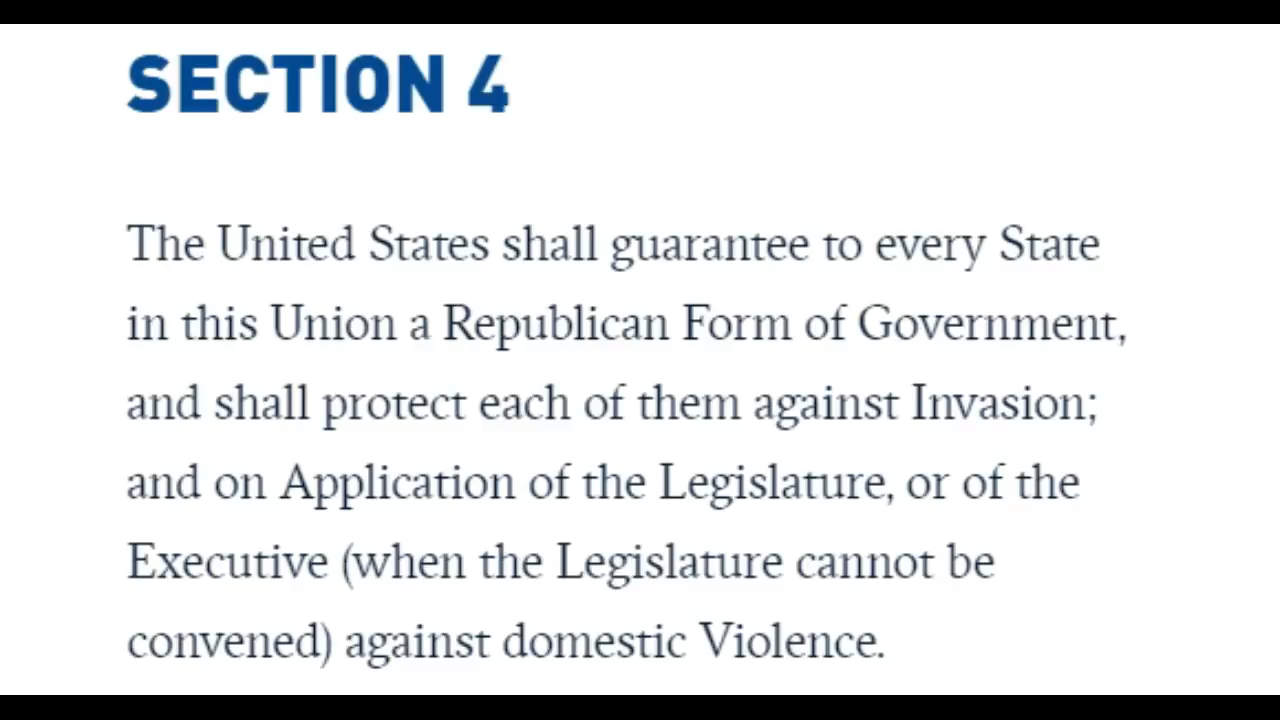 SECTION 4
The United States shall guarantee to every State
in this Union a Republican Form of Government,
and shall protect each of them against Invasion;
and on Application of the Legislature, or of the
Executive (when the Legislature cannot be
convened) against domestic Violence.